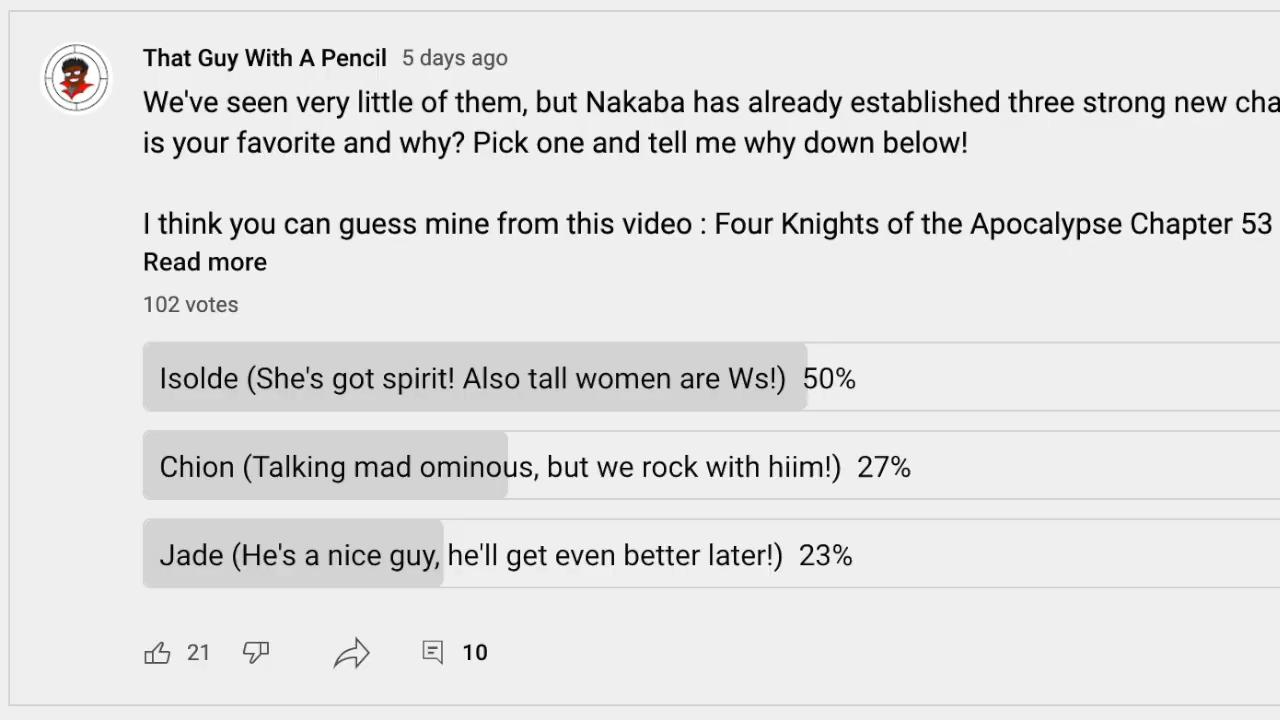 That Guy With A Pencil 5 days ago
We've seen very little of them, but Nakaba has already established three strong new cha
is your favorite and why? Pick one and tell me why down below!
I think you can guess mine from this video : Four Knights of the Apocalypse Chapter 53
Read more
102 votes
Isolde (She's got spirit! Also tall women are Ws!) 50%
Chion (Talking mad ominous, but we rock with hiim!) 27%
Jade (He's a nice guy, he'll get even better later!) 23%
21 10